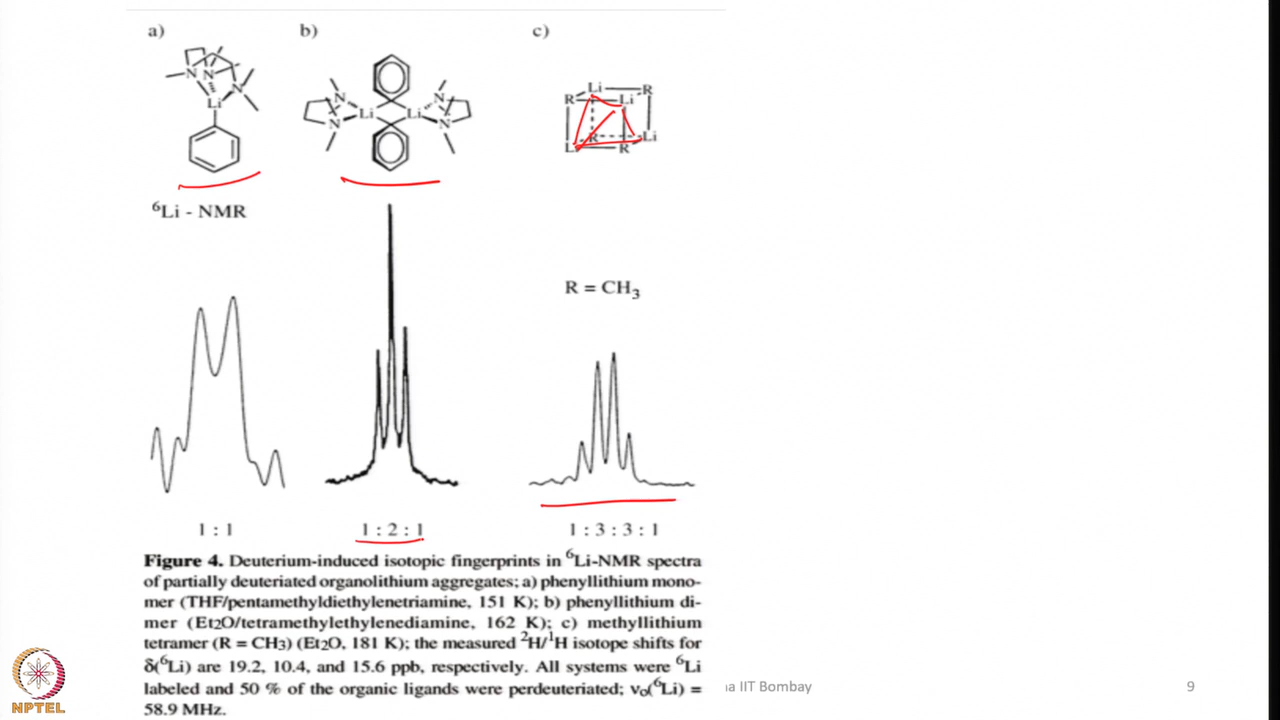 a) b) c)
N N N Li
N N Li Li N N
Li R R Li R L R Li
⁶Li - NMR
R = CH₃
1 : 1 1 : 2 : 1 1 : 3 : 3 : 1
Figure 4. Deuterium-induced isotopic fingerprints in ⁶Li-NMR spectra
of partially deuteriated organolithium aggregates; a) phenyllithium mono-
mer (THF/pentamethyldiethylenetriamine, 151 K); b) phenyllithium di-
mer (Et₂O/tetramethylethylenediamine, 162 K); c) methyllithium
tetramer (R = CH₃) (Et₂O, 181 K); the measured ²H/¹H isotope shifts for
δ(⁶Li) are 19.2, 10.4, and 15.6 ppb, respectively. All systems were ⁶Li
labeled and 50 % of the organic ligands were perdeuteriated; ν₀(⁶Li) =
58.9 MHz.
NPTEL
na IIT Bombay
9